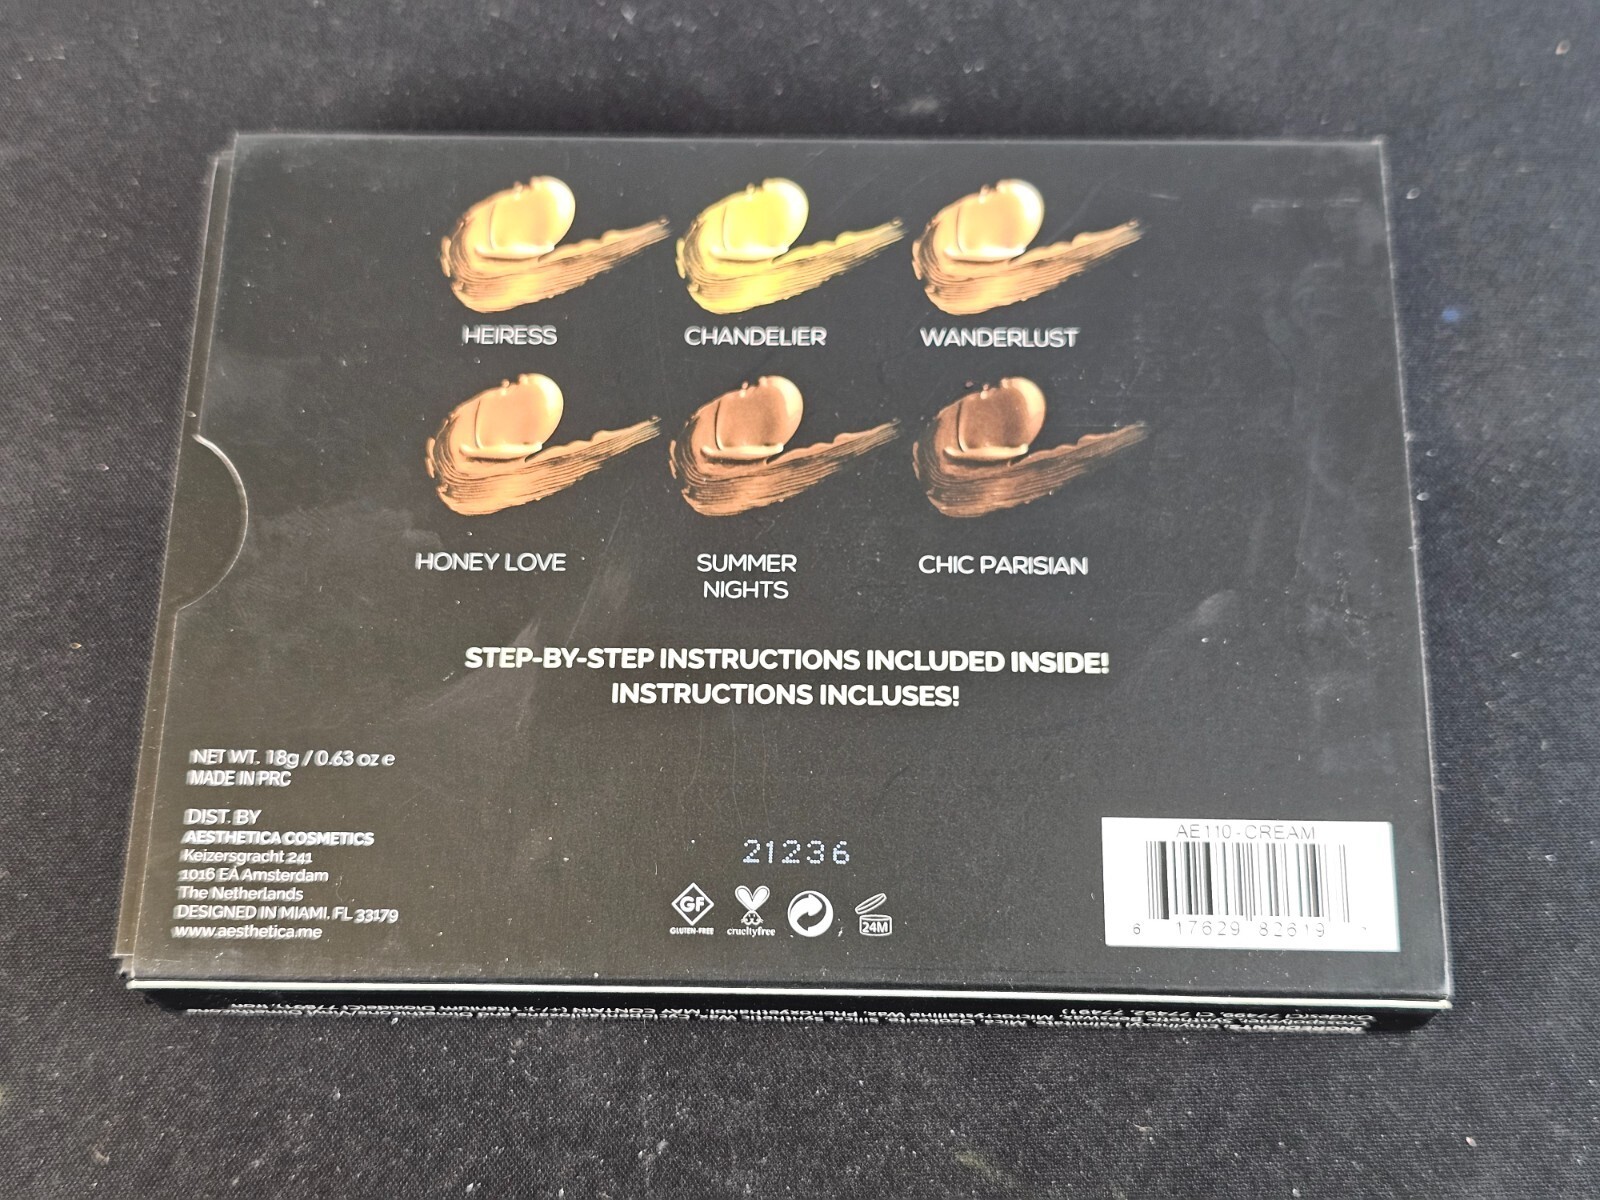 HEIRESS
CHANDELIER
WANDERLUST
HONEY LOVE
SUMMER
NIGHTS
CHIC PARISIAN
STEP-BY-STEP INSTRUCTIONS INCLUDED INSIDE!
INSTRUCTIONS INCLUSES!
NET WT. 18g / 0.63 oz e
MADE IN PRC
DIST. BY
AESTHETICA COSMETICS
Keizersgracht 241
1016 EA Amsterdam
The Netherlands
DESIGNED IN MIAMI, FL 33179
www.aesthetica.me
21236
GF
GLUTEN-FREE
crueltyfree
24M
AE110-CREAM
6 17629 82619